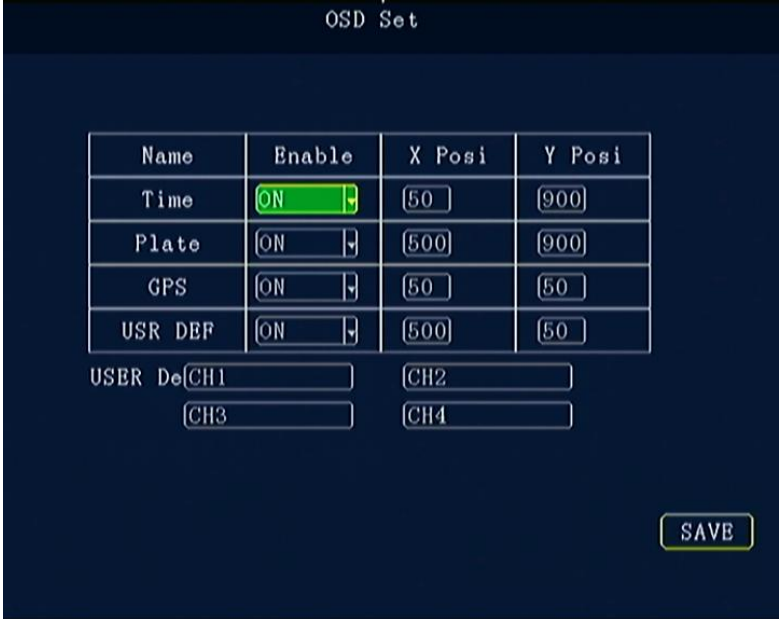 OSD Set
Name Enable X Posi Y Posi
Time ON 50 900
Plate ON 500 900
GPS ON 50 50
USR DEF ON 500 50
USER De CH1 CH2
CH3 CH4
SAVE